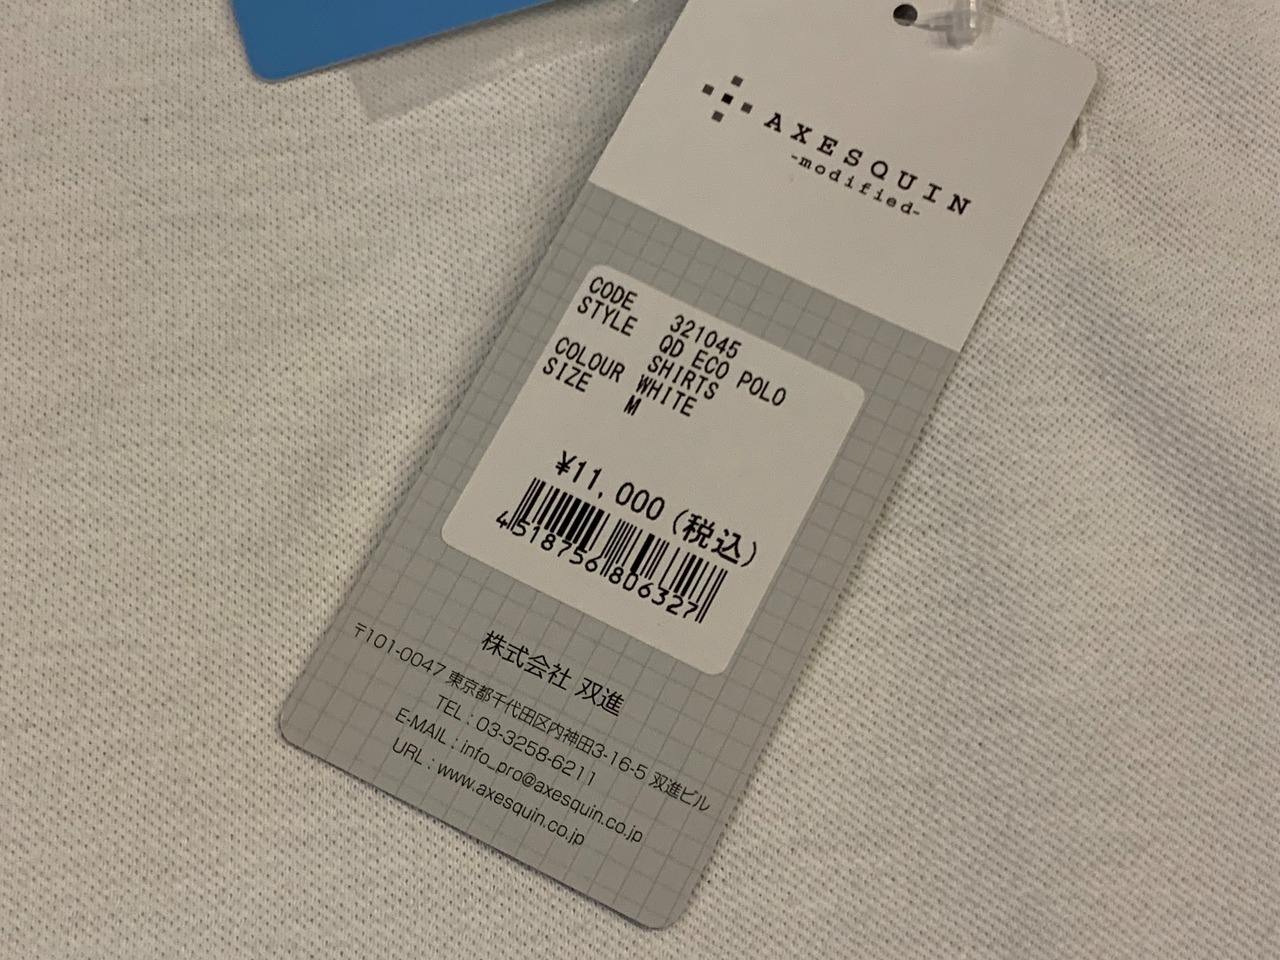 AXESQUIN
-modified-
CODE 321045
STYLE QD ECO POLO
SHIRTS
COLOUR WHITE
SIZE M
¥11,000(税込)
4518756806327
株式会社 双進
〒101-0047 東京都千代田区内神田3-16-5 双進ビル
TEL : 03-3258-6211
E-MAIL : info_pro@axesquin.co.jp
URL : www.axesquin.co.jp